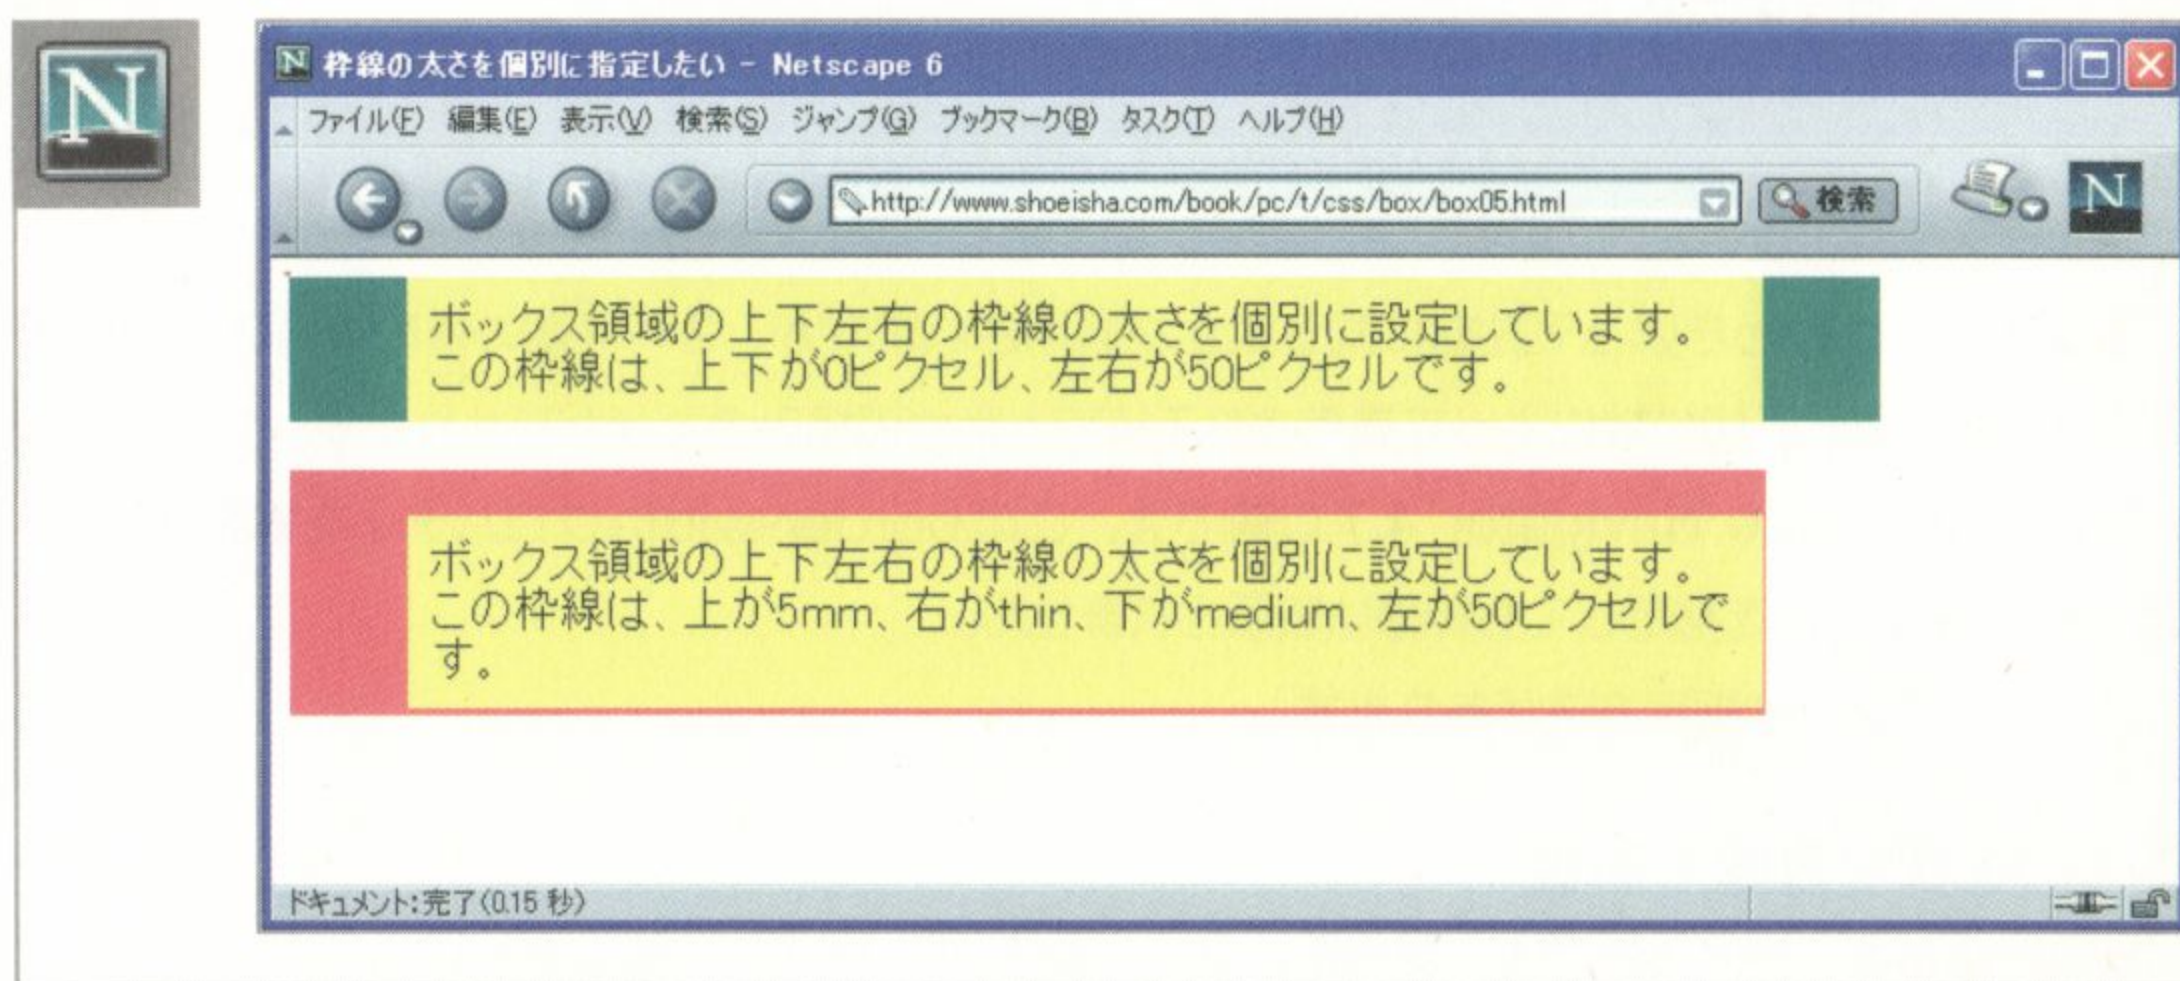 N
枠線の太さを個別に指定したい - Netscape 6
ファイル(F) 編集(E) 表示(V) 検索(S) ジャンプ(G) ブックマーク(B) タスク(T) ヘルプ(H)
http://www.shoeisha.com/book/pc/t/css/box/box05.html 検索 N
ボックス領域の上下左右の枠線の太さを個別に設定しています。
この枠線は、上下が0ピクセル、左右が50ピクセルです。
ボックス領域の上下左右の枠線の太さを個別に設定しています。
この枠線は、上が5mm、右がthin、下がmedium、左が50ピクセルで
す。
ドキュメント:完了(0.15 秒)